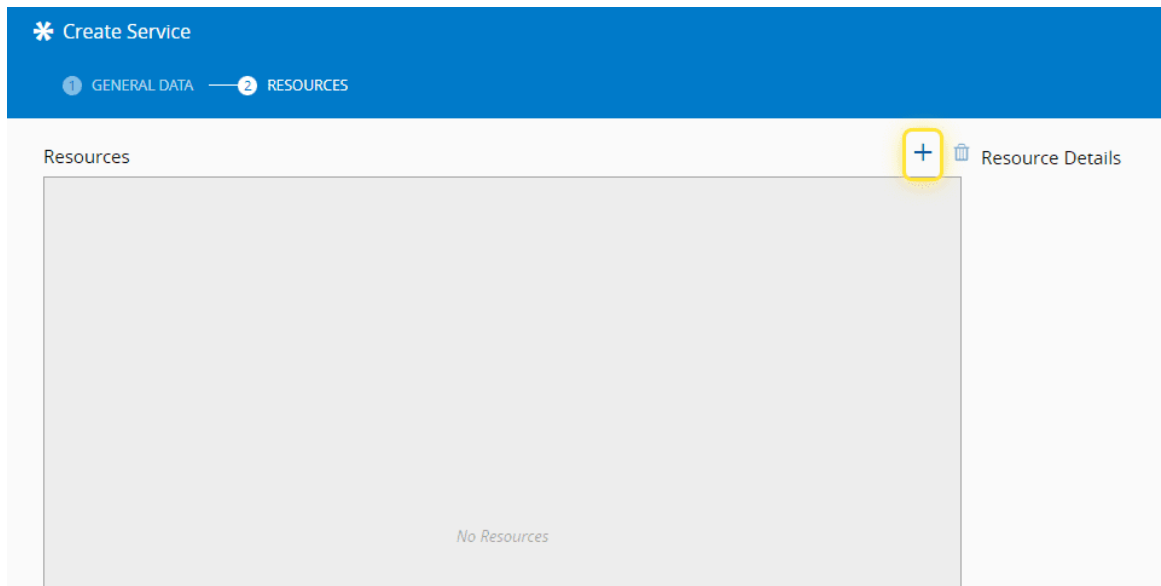 Create Service
1 GENERAL DATA 2 RESOURCES
Resources
Resource Details
No Resources